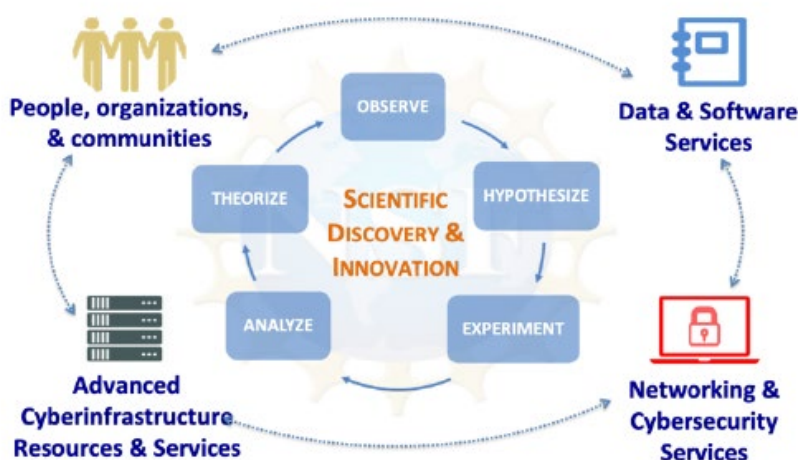 People, organizations,
& communities
OBSERVE
Data & Software
Services
THEORIZE
SCIENTIFIC
DISCOVERY &
INNOVATION
HYPOTHESIZE
ANALYZE
EXPERIMENT
NSF
Advanced
Cyberinfrastructure
Resources & Services
Networking &
Cybersecurity
Services